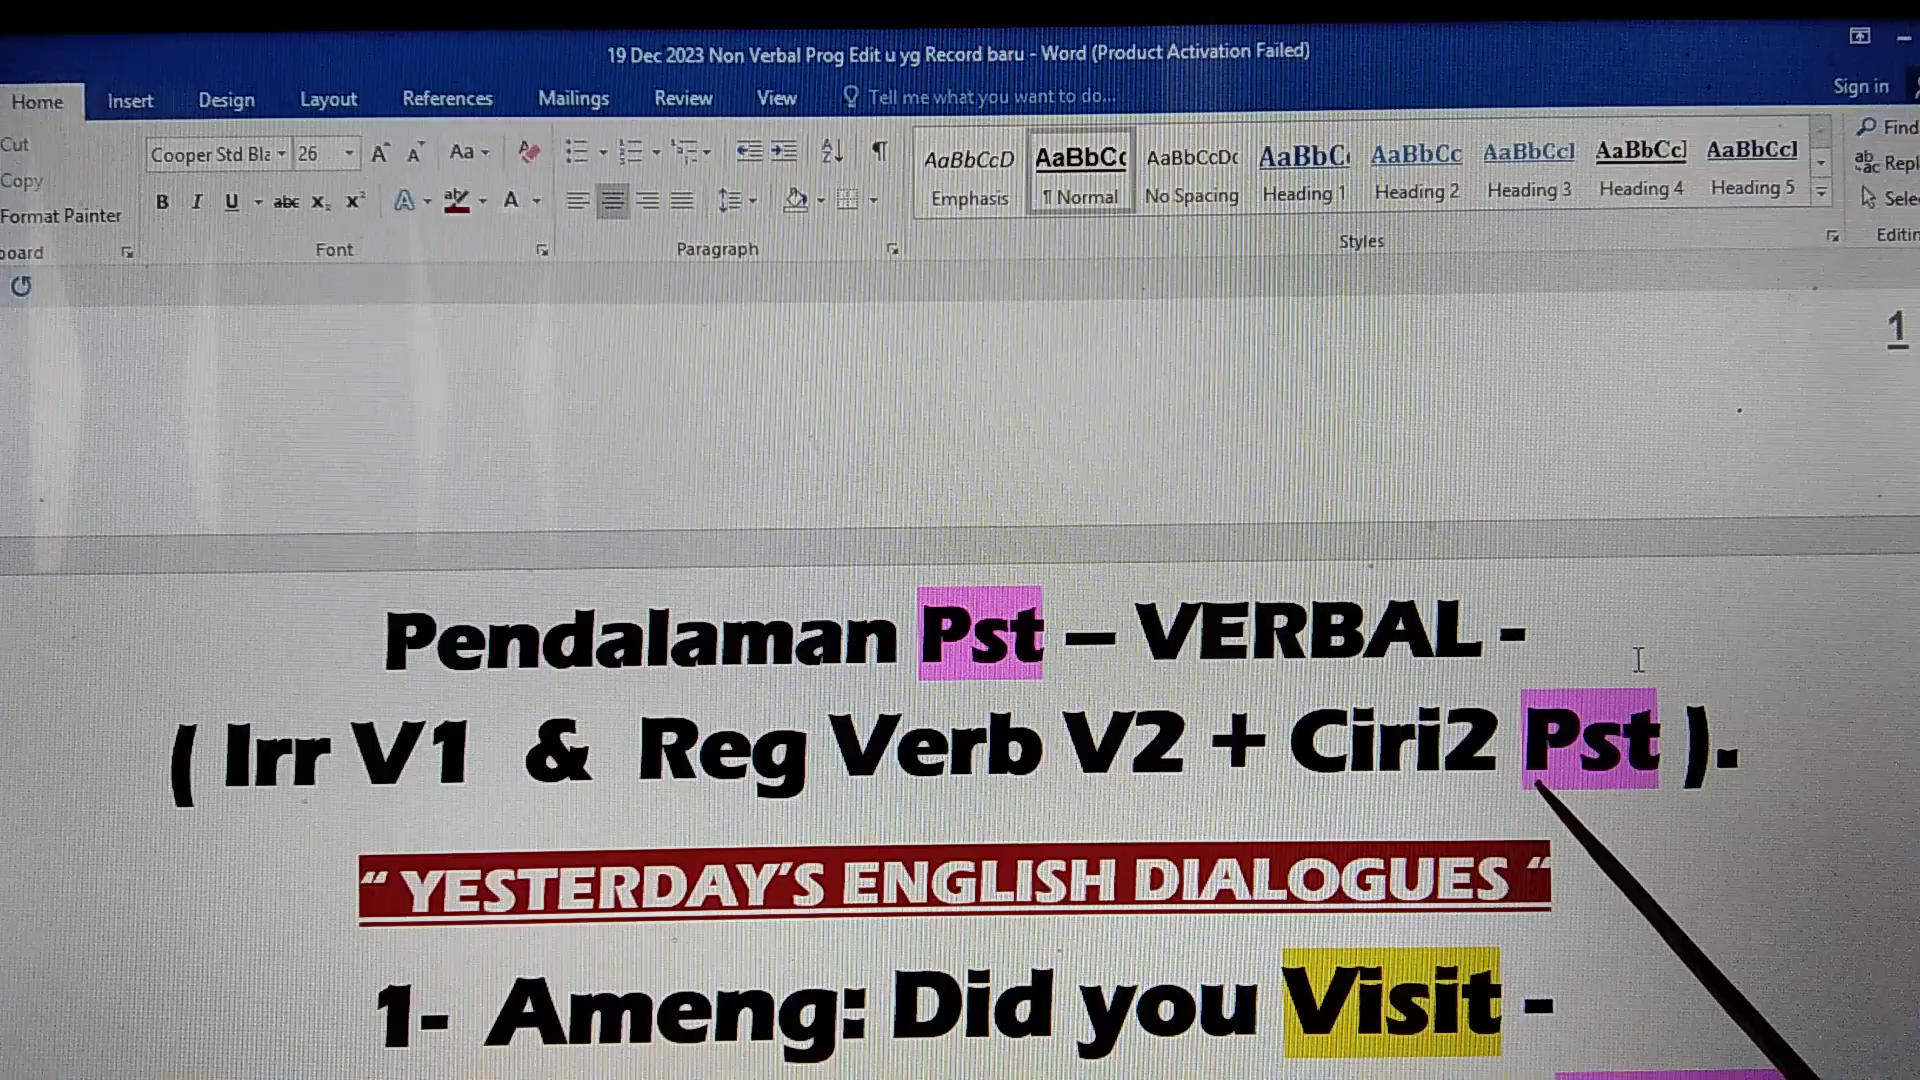 19 Dec 2023 Non Verbal Prog Edit u yg Record baru - Word (Product Activation Failed)
Home Insert Design Layout References Mailings Review View Tell me what you want to do... Sign in
Cut
Copy
Format Painter
Cooper Std Bla 26 Aa
AaBbCcD AaBbCc AaBbCcDc AaBbC AaBbCc AaBbCcl AaBbCc] AaBbCcl
Emphasis ¶ Normal No Spacing Heading 1 Heading 2 Heading 3 Heading 4 Heading 5
B I U abc X₂ X² A A
Font Paragraph Styles
Find
Repl
Sele
Editin
1
Pendalaman Pst – VERBAL -
( Irr V1 & Reg Verb V2 + Ciri2 Pst ).
“ YESTERDAY’S ENGLISH DIALOGUES “
1- Ameng: Did you Visit -